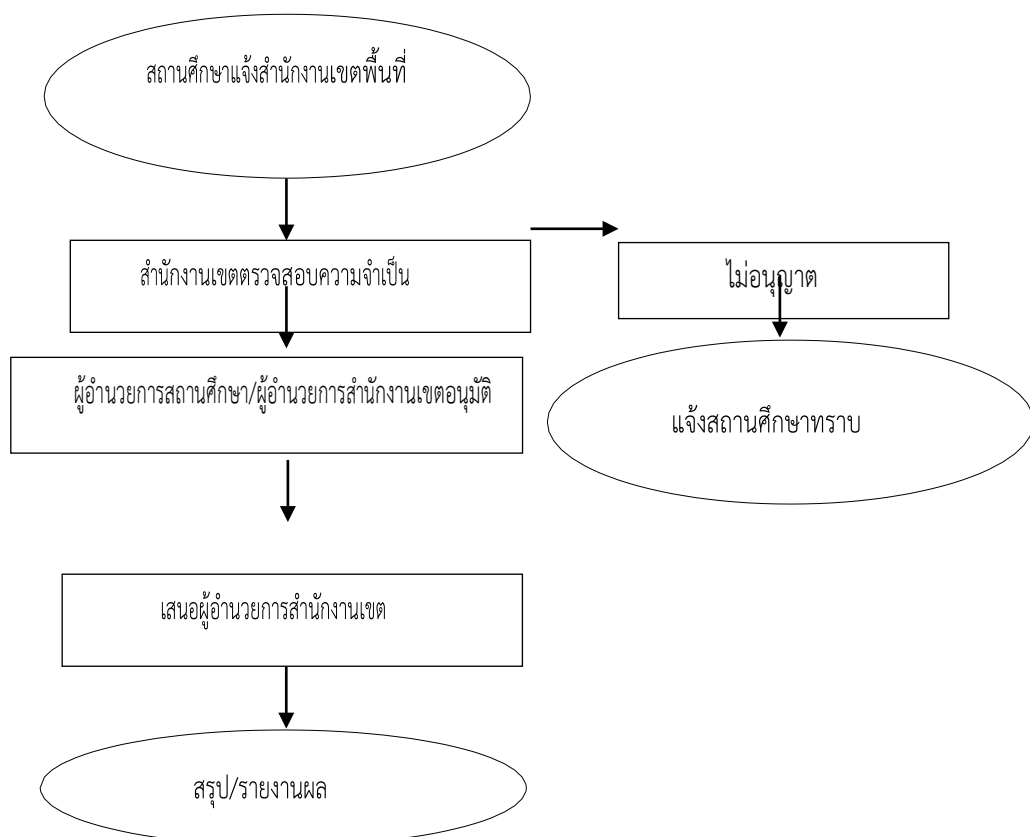 สถานศึกษาแจ้งสำนักงานเขตพื้นที่
สำนักงานเขตตรวจสอบความจำเป็น
ไม่อนุญาต
ผู้อำนวยการสถานศึกษา/ผู้อำนวยการสำนักงานเขตอนุมัติ
แจ้งสถานศึกษาทราบ
เสนอผู้อำนวยการสำนักงานเขต
สรุป/รายงานผล